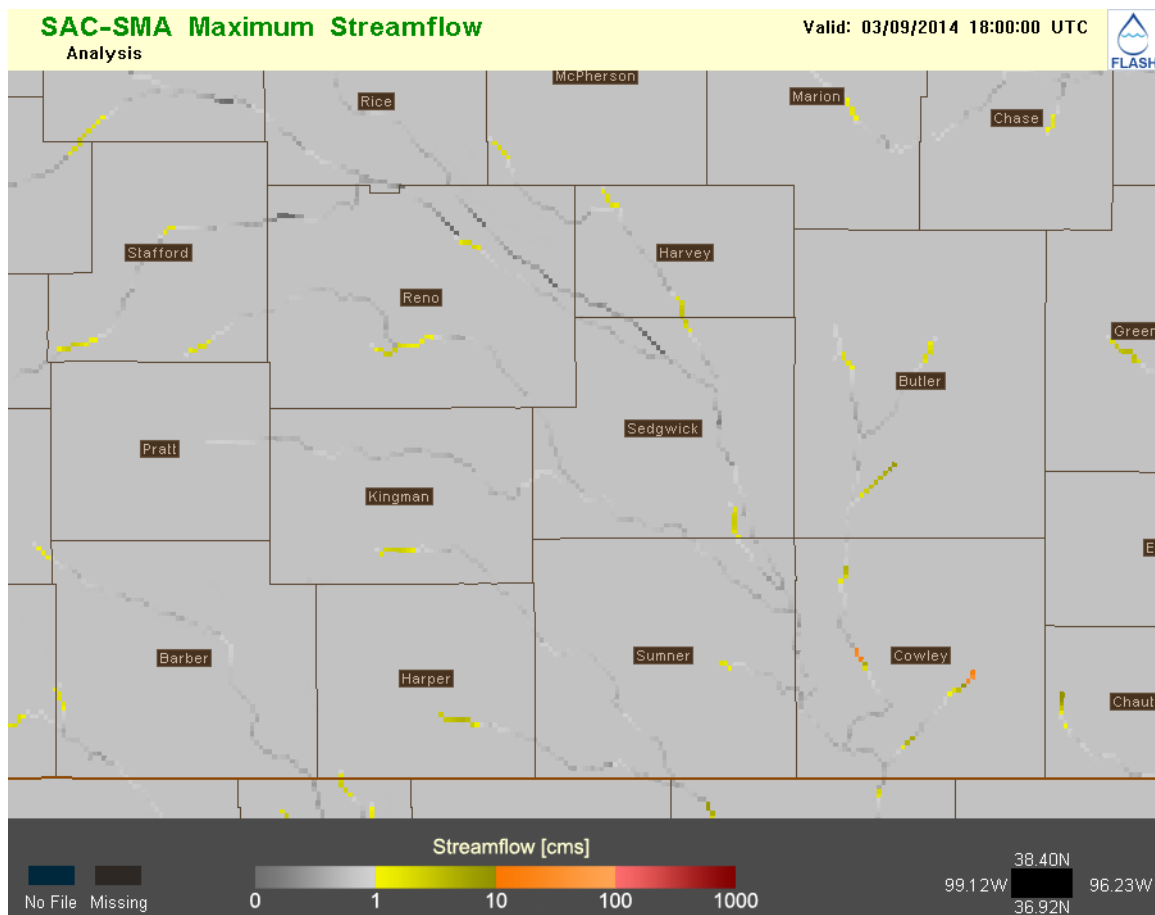 SAC-SMA Maximum Streamflow
Analysis
Valid: 03/09/2014 18:00:00 UTC
FLASH
McPherson
Rice
Marion
Chase
Stafford
Harvey
Reno
Green
Butler
Pratt
Sedgwick
Kingman
E
Barber
Harper
Sumner
Cowley
Chaut
Streamflow [cms]
No File
Missing
0 1 10 100 1000
38.40N
99.12W 96.23W
36.92N